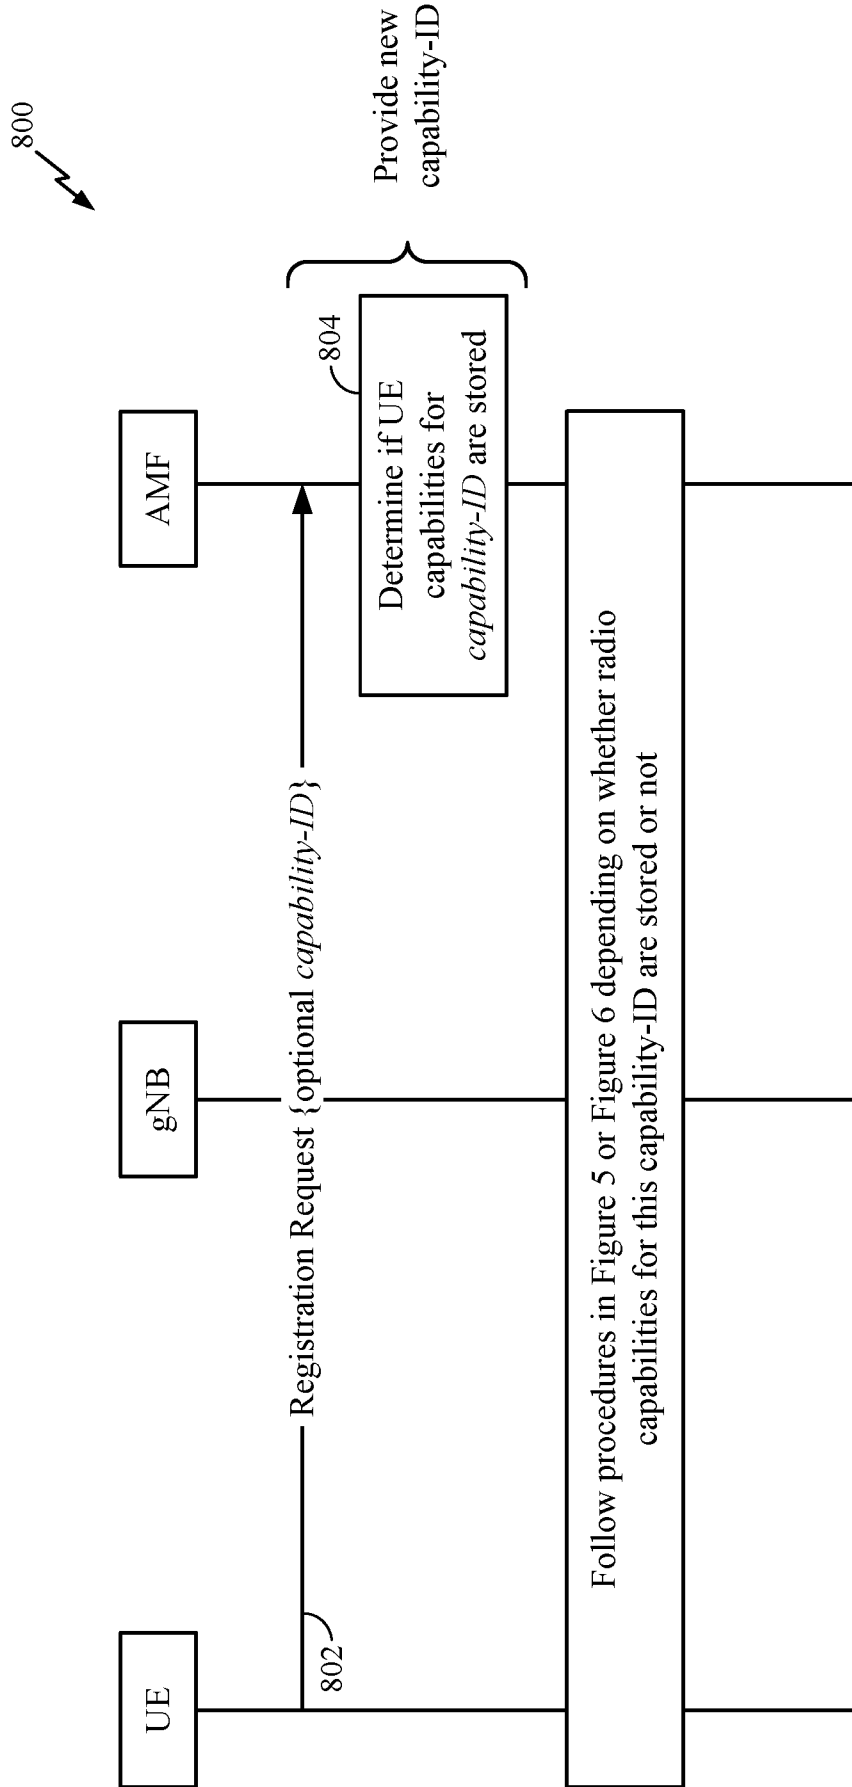 800
UE
gNB
AMF
802
Registration Request {optional capability-ID}
804
Determine if UE
capabilities for
capability-ID are stored
Provide new
capability-ID
Follow procedures in Figure 5 or Figure 6 depending on whether radio
capabilities for this capability-ID are stored or not